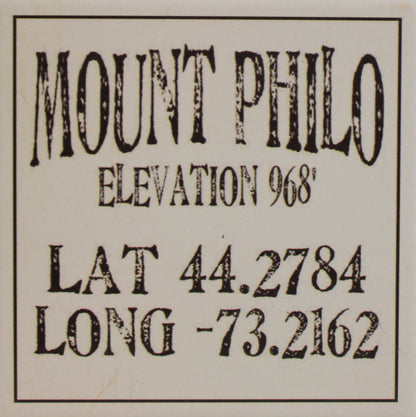 MOUNT PHILO
ELEVATION 968'
LAT 44.2784
LONG -73.2162